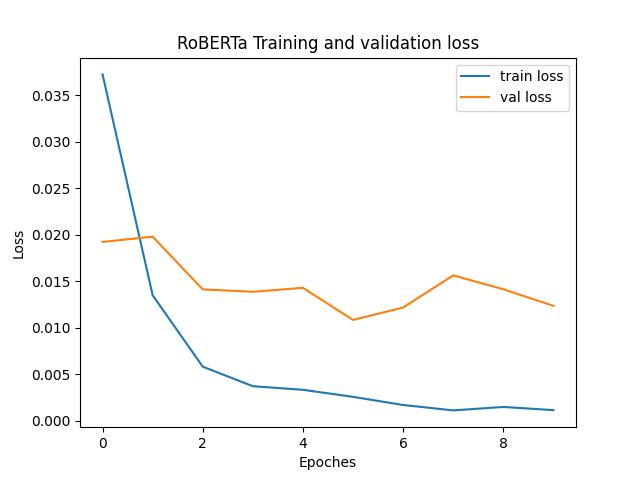 RoBERTa Training and validation loss
train loss
val loss
0.035
0.030
0.025
0.020
0.015
0.010
0.005
0.000
Loss
0 2 4 6 8
Epoches